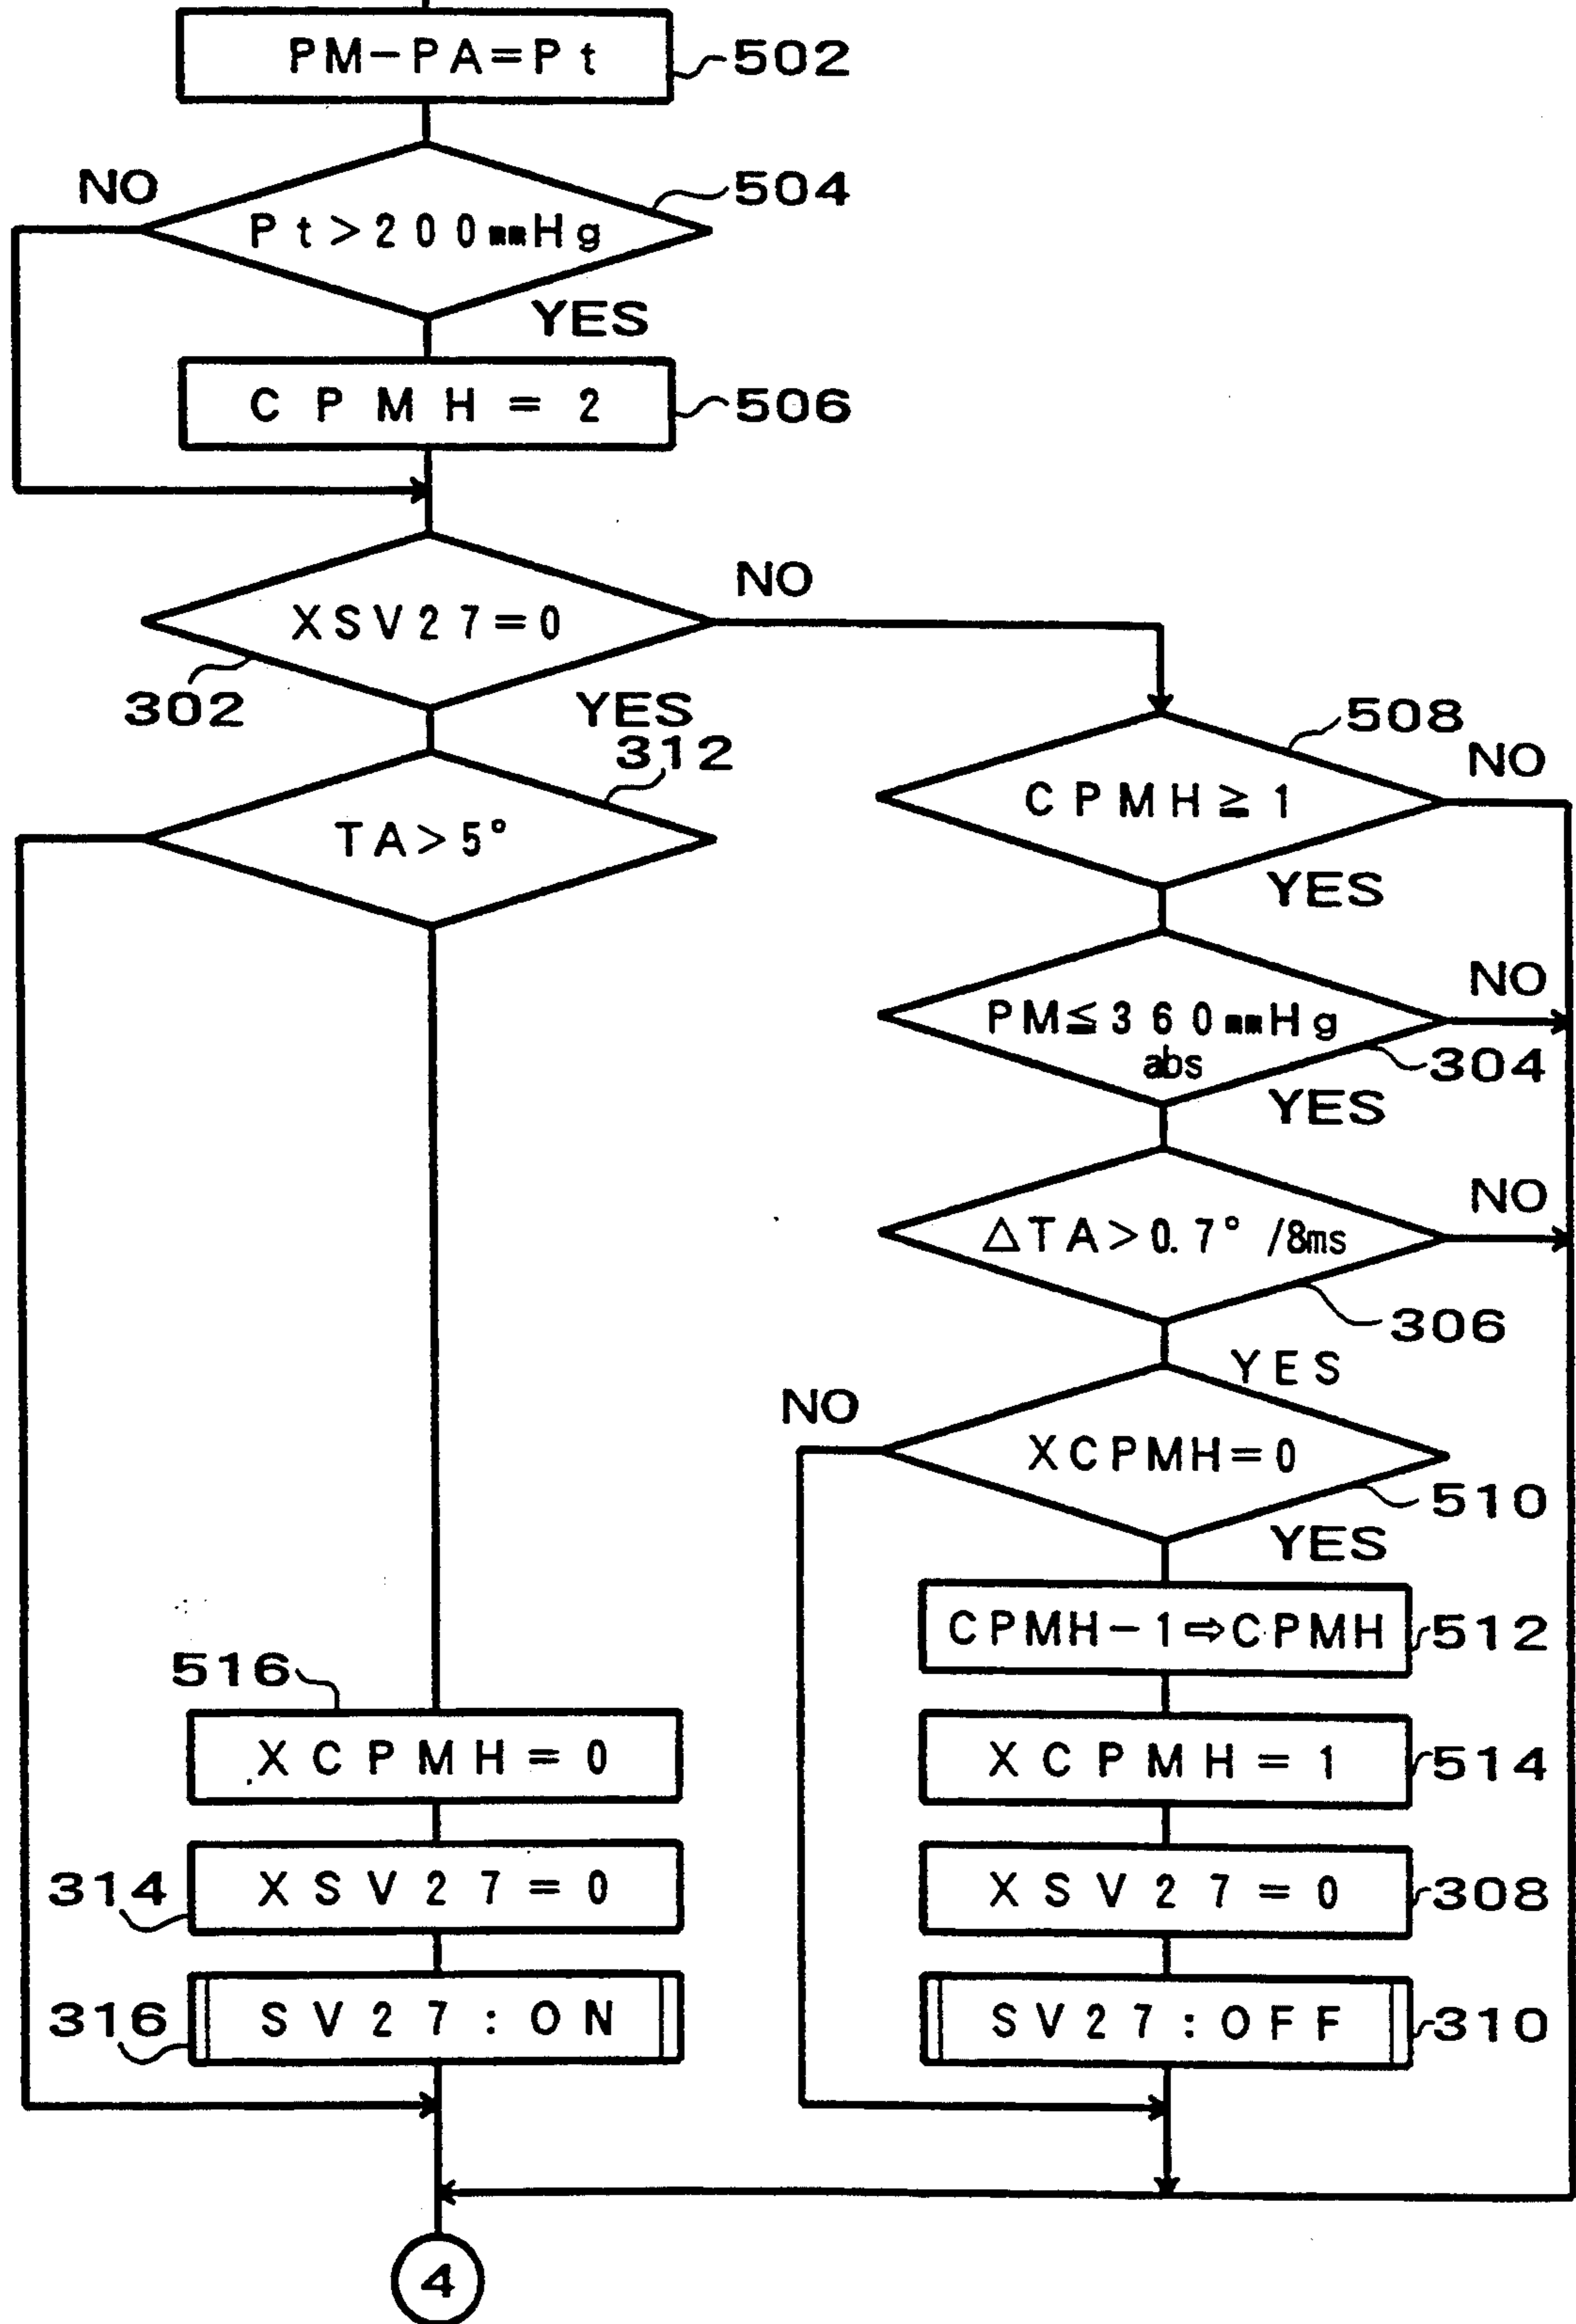 PM-PA=Pt
502
NO
504
Pt>200mmHg
YES
CPMH=2
506
XSV27=0
NO
302
YES
312
TA>5°
508
NO
CPMH≧1
YES
PM≦360mmHg
abs
NO
304
YES
△TA>0.7°/8ms
NO
306
YES
NO
XCPMH=0
510
YES
CPMH-1⇒CPMH
512
516
XCPMH=0
XCPMH=1
514
314
XSV27=0
XSV27=0
308
316
SV27:ON
SV27:OFF
310
4